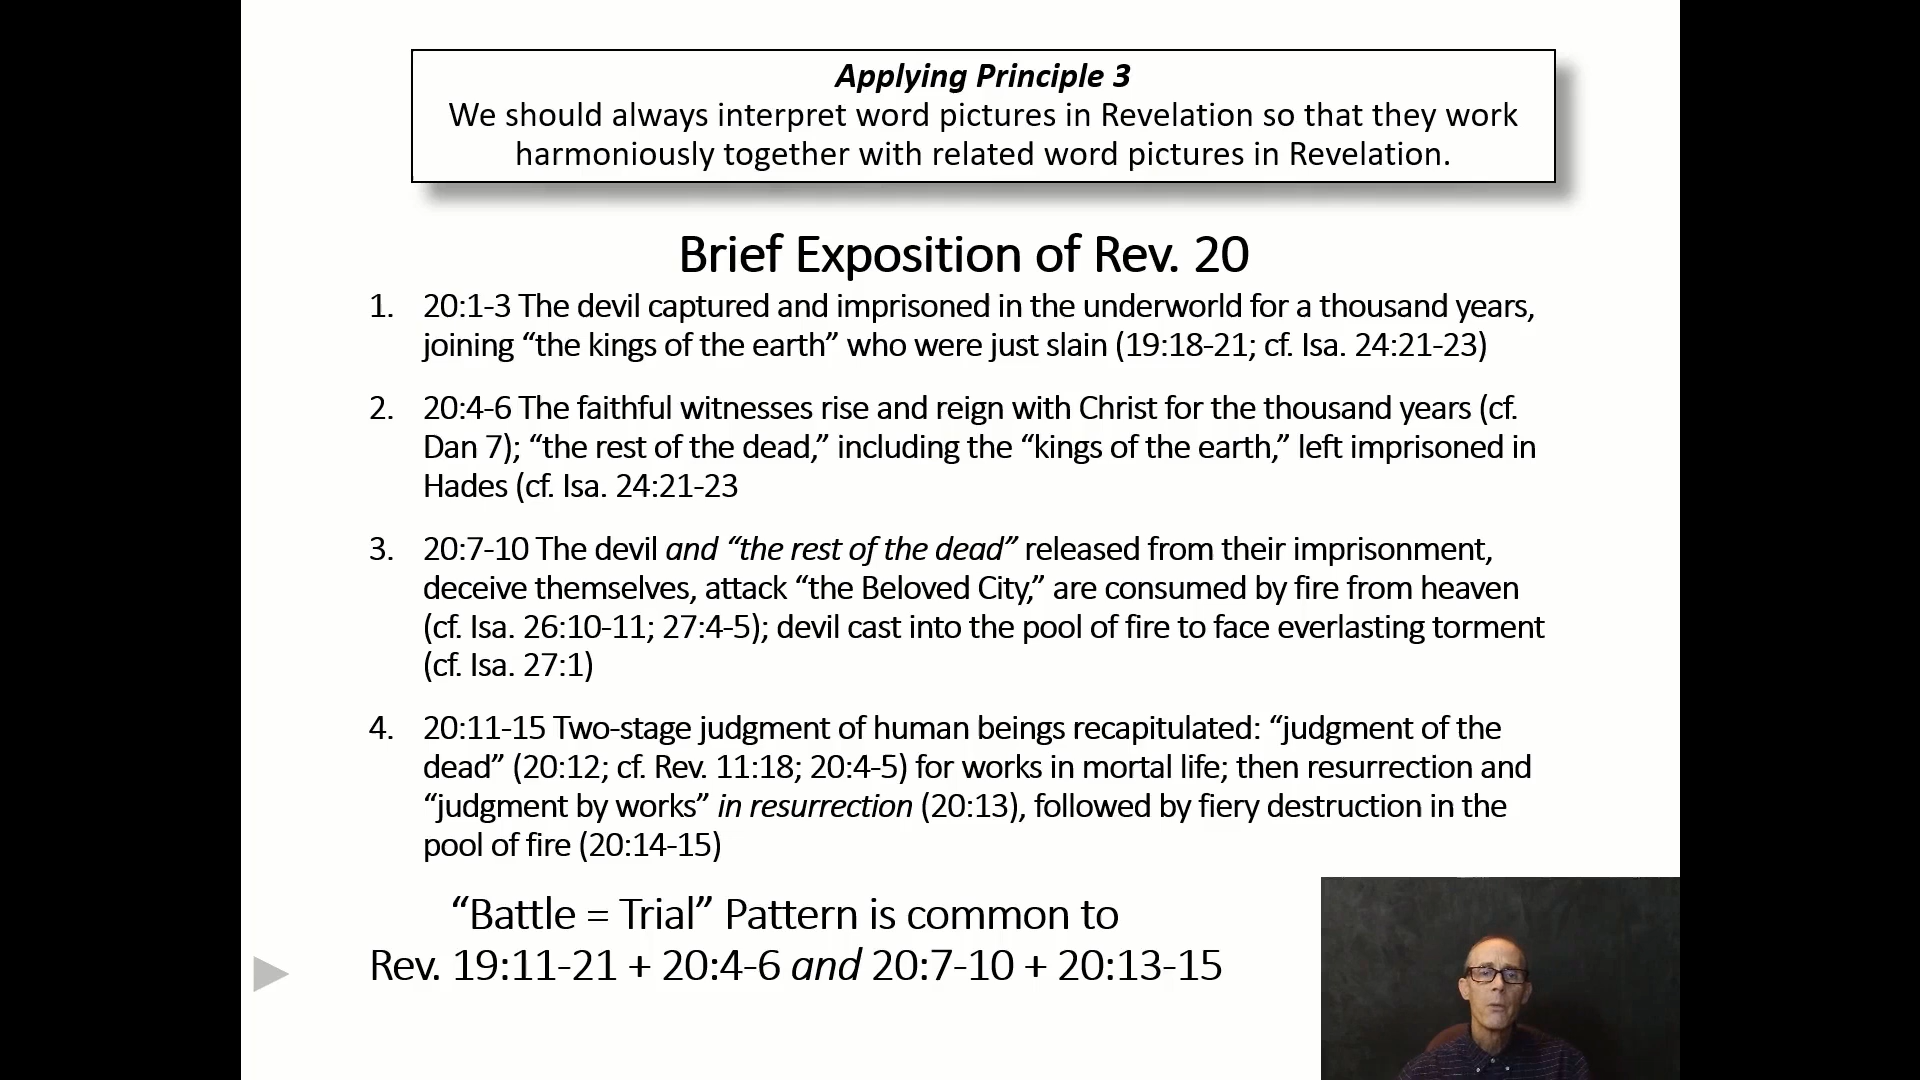 Applying Principle 3
We should always interpret word pictures in Revelation so that they work
harmoniously together with related word pictures in Revelation.
Brief Exposition of Rev. 20
1. 20:1-3 The devil captured and imprisoned in the underworld for a thousand years,
joining “the kings of the earth” who were just slain (19:18-21; cf. Isa. 24:21-23)
2. 20:4-6 The faithful witnesses rise and reign with Christ for the thousand years (cf.
Dan 7); “the rest of the dead,” including the “kings of the earth,” left imprisoned in
Hades (cf. Isa. 24:21-23
3. 20:7-10 The devil and “the rest of the dead” released from their imprisonment,
deceive themselves, attack “the Beloved City,” are consumed by fire from heaven
(cf. Isa. 26:10-11; 27:4-5); devil cast into the pool of fire to face everlasting torment
(cf. Isa. 27:1)
4. 20:11-15 Two-stage judgment of human beings recapitulated: “judgment of the
dead” (20:12; cf. Rev. 11:18; 20:4-5) for works in mortal life; then resurrection and
“judgment by works” in resurrection (20:13), followed by fiery destruction in the
pool of fire (20:14-15)
“Battle = Trial” Pattern is common to
Rev. 19:11-21 + 20:4-6 and 20:7-10 + 20:13-15